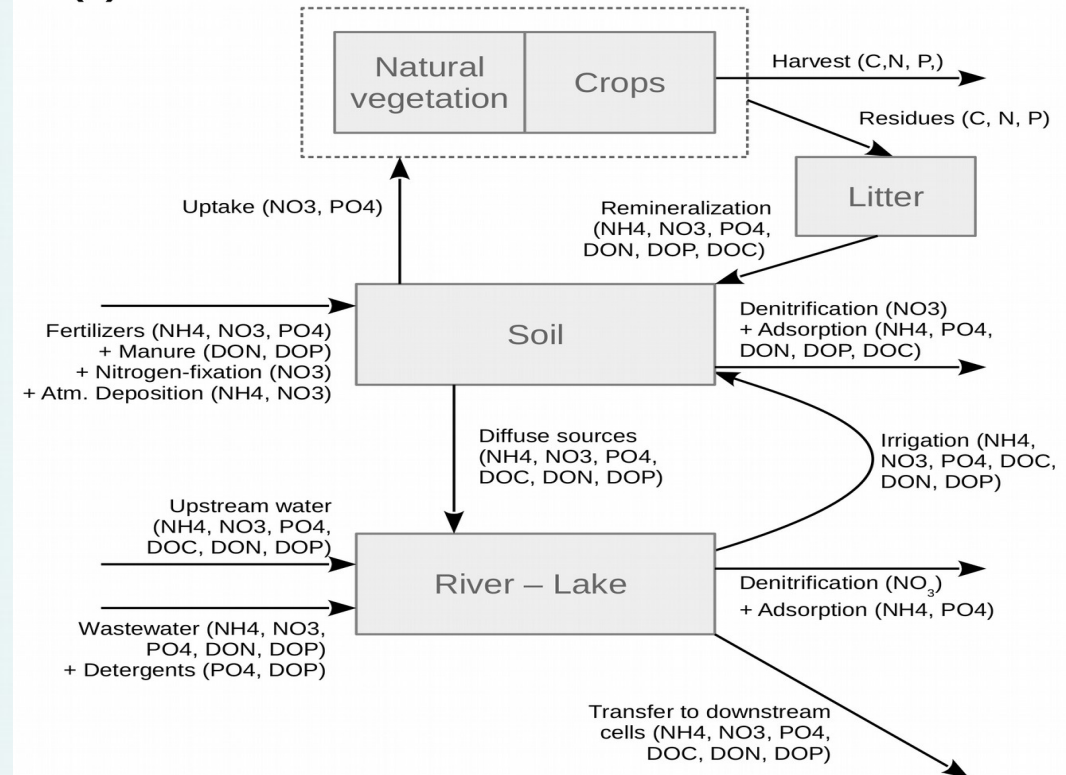 Natural
vegetation
Crops
Harvest (C,N, P,)
Residues (C, N, P)
Litter
Uptake (NO3, PO4)
Remineralization
(NH4, NO3, PO4,
DON, DOP, DOC)
Soil
Fertilizers (NH4, NO3, PO4)
+ Manure (DON, DOP)
+ Nitrogen-fixation (NO3)
+ Atm. Deposition (NH4, NO3)
Denitrification (NO3)
+ Adsorption (NH4, PO4,
DON, DOP, DOC)
Diffuse sources
(NH4, NO3, PO4,
DOC, DON, DOP)
Irrigation (NH4,
NO3, PO4, DOC,
DON, DOP)
Upstream water
(NH4, NO3, PO4,
DOC, DON, DOP)
River – Lake
Wastewater (NH4, NO3,
PO4, DON, DOP)
+ Detergents (PO4, DOP)
Denitrification (NO₃)
+ Adsorption (NH4, PO4)
Transfer to downstream
cells (NH4, NO3, PO4,
DOC, DON, DOP)